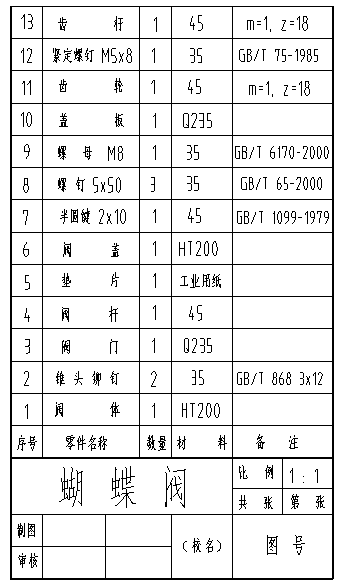 13 齿 杆 1 45 m=1, z=18
12 紧定螺钉 M5x8 1 35 GB/T 75-1985
11 齿 轮 1 45 m=1, z=18
10 盖 板 1 Q235
9 螺 母 M8 1 35 GB/T 6170-2000
8 螺 钉 5x50 3 35 GB/T 65-2000
7 半圆键 2x10 1 45 GB/T 1099-1979
6 阀 盖 1 HT200
5 垫 片 1 工业用纸
4 阀 杆 1 45
3 阀 门 1 Q235
2 锥头铆钉 2 35 GB/T 868 3x12
1 阀 体 1 HT200
序号 零件名称 数量 材 料 备 注
蝴 蝶 阀
比 例 1:1
共 张 第 张
制图
审核
(校名)
图 号